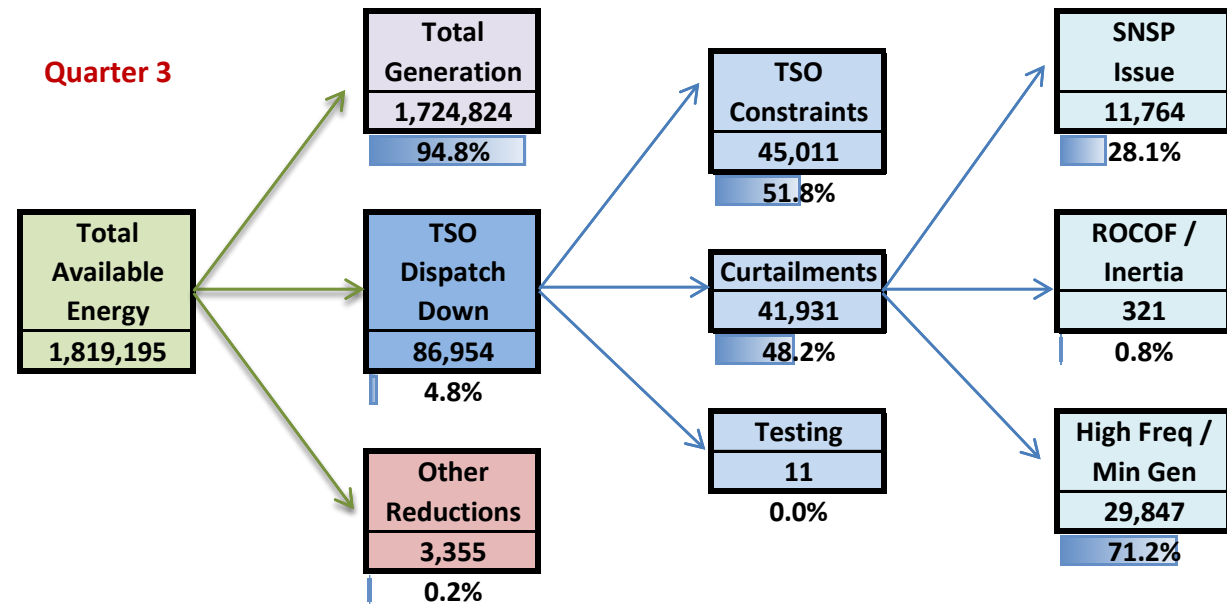 Quarter 3
Total
Available
Energy
1,819,195
Total
Generation
1,724,824
94.8%
TSO
Dispatch
Down
86,954
4.8%
Other
Reductions
3,355
0.2%
TSO
Constraints
45,011
51.8%
Curtailments
41,931
48.2%
Testing
11
0.0%
SNSP
Issue
11,764
28.1%
ROCOF /
Inertia
321
0.8%
High Freq /
Min Gen
29,847
71.2%